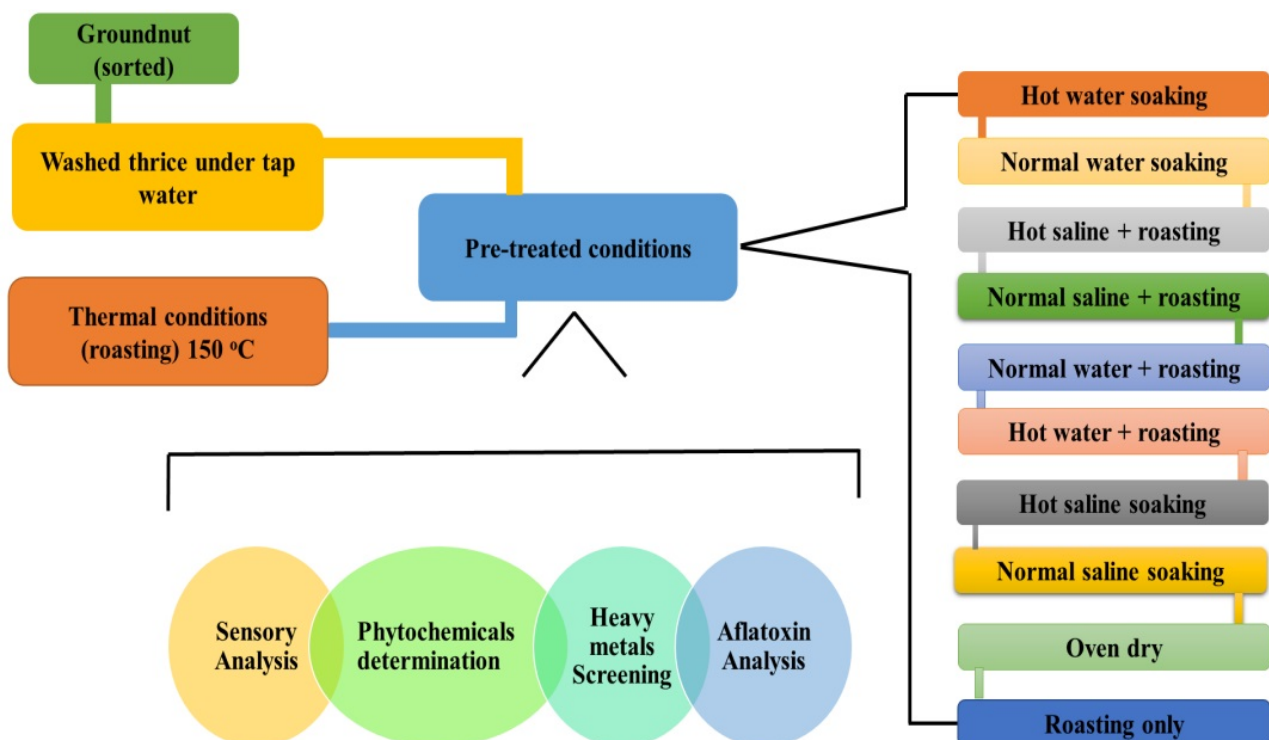 Groundnut
(sorted)
Washed thrice under tap
water
Pre-treated conditions
Thermal conditions
(roasting) 150 °C
Hot water soaking
Normal water soaking
Hot saline + roasting
Normal saline + roasting
Normal water + roasting
Hot water + roasting
Hot saline soaking
Normal saline soaking
Oven dry
Roasting only
Sensory
Analysis
Phytochemicals
determination
Heavy
metals
Screening
Aflatoxin
Analysis